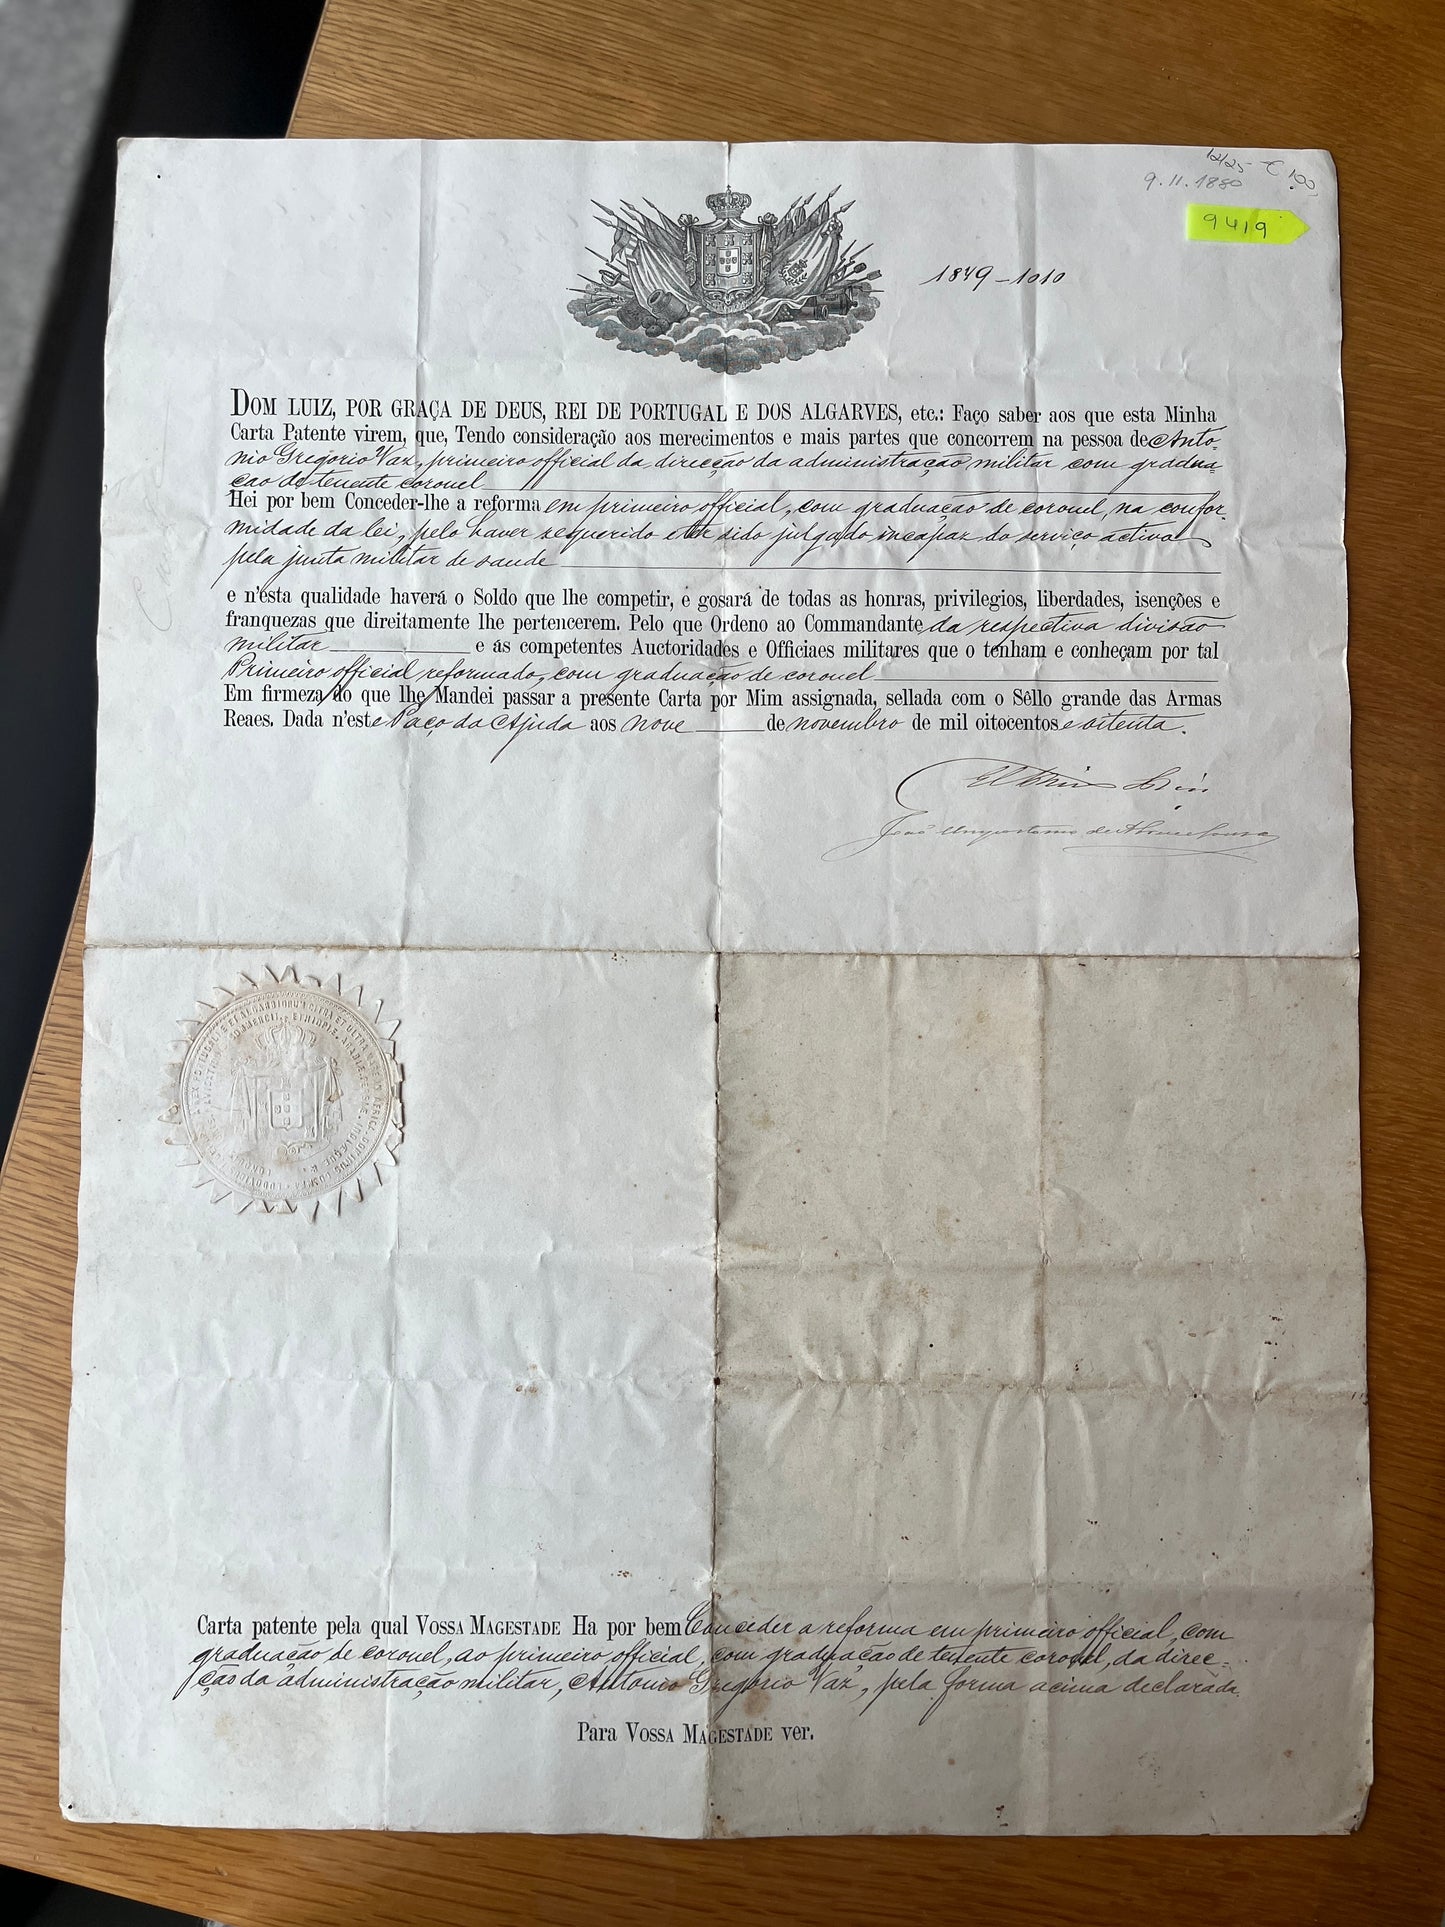 9.11.1880
€ 100
9419
1879-1010
DOM LUIZ, POR GRAÇA DE DEUS, REI DE PORTUGAL E DOS ALGARVES, etc.: Faço saber aos que esta Minha
Carta Patente virem, que, Tendo consideração aos merecimentos e mais partes que concorrem na pessoa de Anto-
nio Gregorio Vaz, primeiro official da direcção da administração militar com gradua-
ção de tenente coronel
Hei por bem Conceder-lhe a reforma em primeiro official, com graduação de coronel, na confor-
midade da lei, pelo haver requerido e ter sido julgado incapaz do serviço activo
pela junta militar de saude
e n'esta qualidade haverá o Soldo que lhe competir, e gosará de todas as honras, privilegios, liberdades, isenções e
franquezas que direitamente lhe pertencerem. Pelo que Ordeno ao Commandante da respectiva divisão
militar e ás competentes Auctoridades e Officiaes militares que o tenham e conheçam por tal
Primeiro official reformado, com graduação de coronel
Em firmeza do que lhe Mandei passar a presente Carta por Mim assignada, sellada com o Sêllo grande das Armas
Reaes. Dada n'este Paço da Ajuda aos nove de novembro de mil oitocentos e oitenta.
Carta patente pela qual VOSSA MAGESTADE Ha por bem Conceder a reforma em primeiro official, com
graduação de coronel, ao primeiro official, com graduação de tenente coronel, da direc-
ção da administração militar, Antonio Gregorio Vaz, pela forma acima declarada.
Para VOSSA MAGESTADE ver.